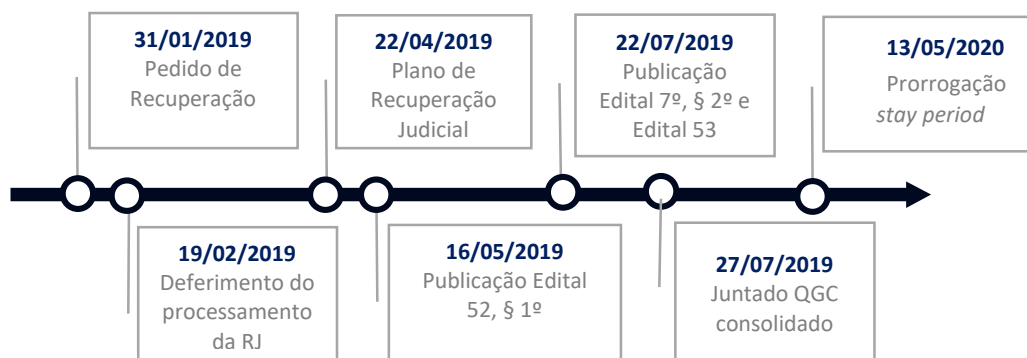 31/01/2019
Pedido de
Recuperação
22/04/2019
Plano de
Recuperação
Judicial
22/07/2019
Publicação
Edital 7º, § 2º e
Edital 53
13/05/2020
Prorrogação
stay period
19/02/2019
Deferimento do
processamento
da RJ
16/05/2019
Publicação Edital
52, § 1º
27/07/2019
Juntado QGC
consolidado